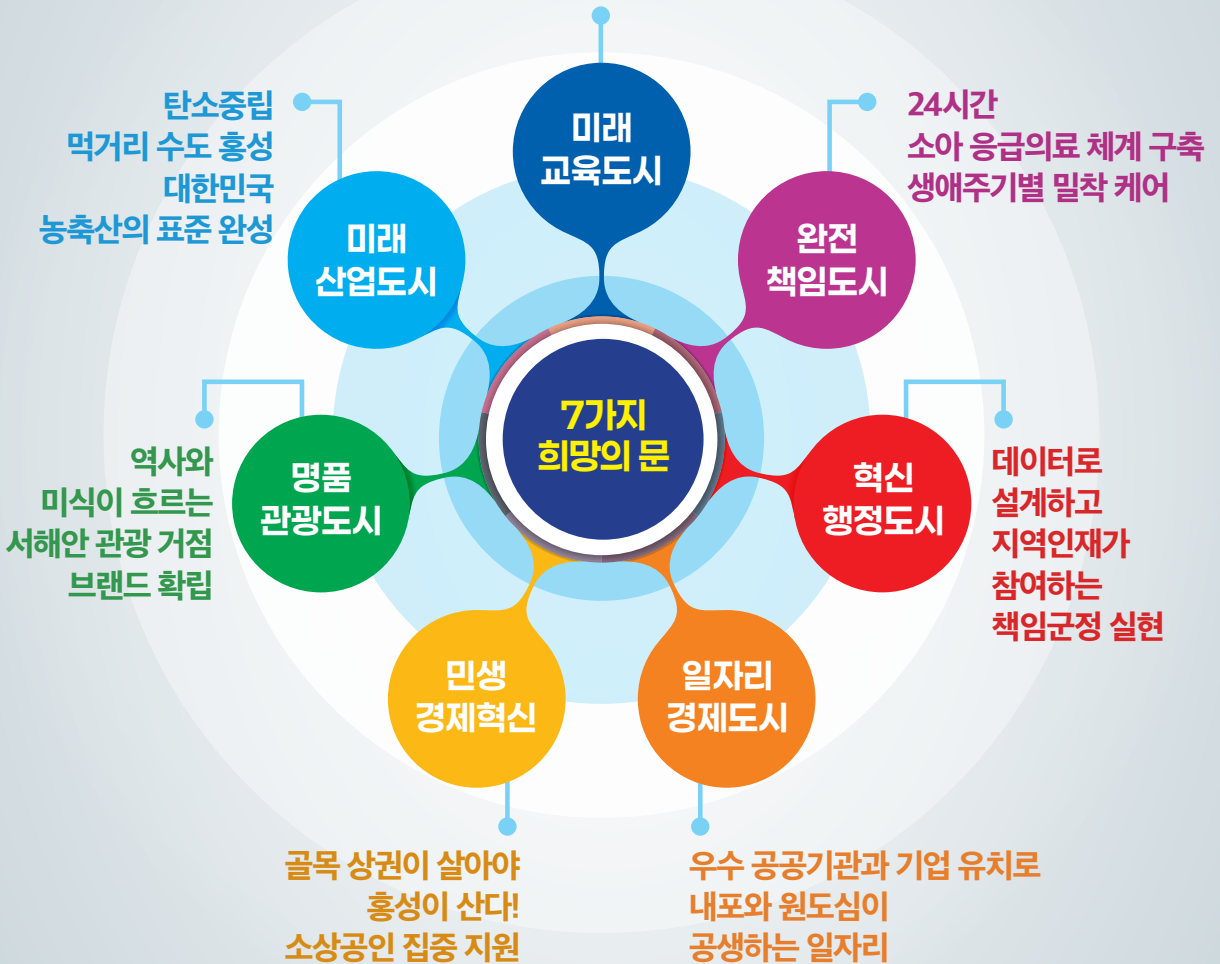 미래
교육도시
탄소중립
먹거리 수도 홍성
대한민국
농축산의 표준 완성
미래
산업도시
24시간
소아 응급의료 체계 구축
생애주기별 밀착 케어
완전
책임도시
7가지
희망의 문
역사와
미식이 흐르는
서해안 관광 거점
브랜드 확립
명품
관광도시
혁신
행정도시
데이터로
설계하고
지역인재가
참여하는
책임군정 실현
민생
경제혁신
일자리
경제도시
골목 상권이 살아야
홍성이 산다!
소상공인 집중 지원
우수 공공기관과 기업 유치로
내포와 원도심이
공생하는 일자리